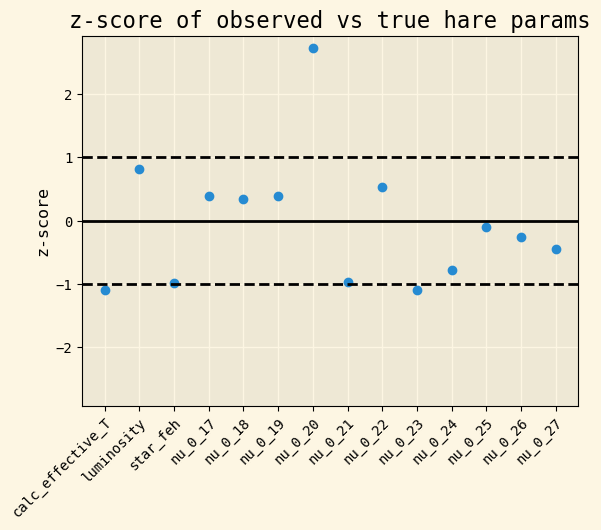 z-score of observed vs true hare params
z-score
2
1
0
−1
−2
calc_effective_T
luminosity
star_feh
nu_0_17
nu_0_18
nu_0_19
nu_0_20
nu_0_21
nu_0_22
nu_0_23
nu_0_24
nu_0_25
nu_0_26
nu_0_27